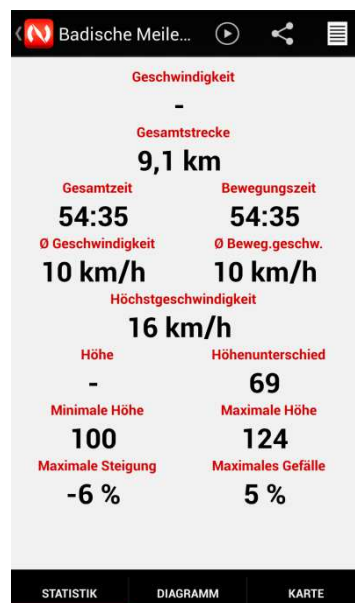 Badische Meile...
Geschwindigkeit
-
Gesamtstrecke
9,1 km
Gesamtzeit Bewegungszeit
54:35 54:35
Ø Geschwindigkeit Ø Beweg.geschw.
10 km/h 10 km/h
Höchstgeschwindigkeit
16 km/h
Höhe Höhenunterschied
- 69
Minimale Höhe Maximale Höhe
100 124
Maximale Steigung Maximales Gefälle
-6 % 5 %
STATISTIK DIAGRAMM KARTE